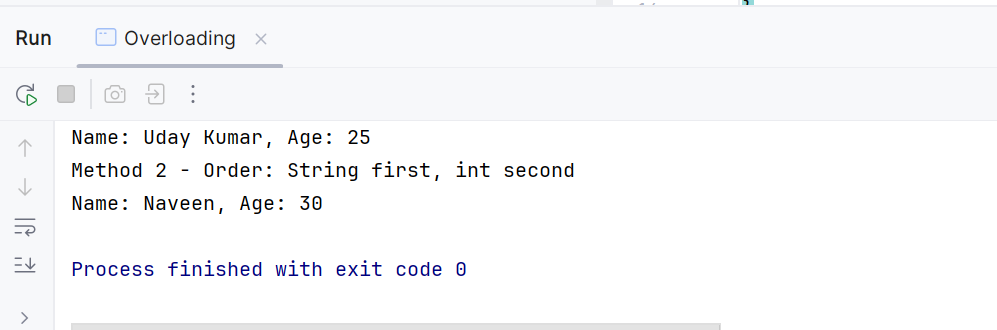 Run Overloading
Name: Uday Kumar, Age: 25
Method 2 - Order: String first, int second
Name: Naveen, Age: 30
Process finished with exit code 0